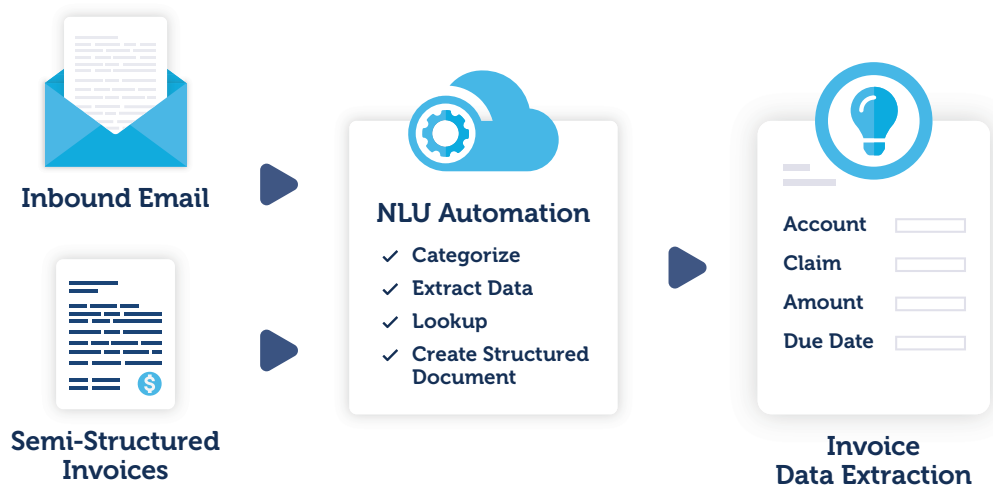 Inbound Email
Semi-Structured
Invoices
$
NLU Automation
Categorize
Extract Data
Lookup
Create Structured
Document
Account
Claim
Amount
Due Date
Invoice
Data Extraction